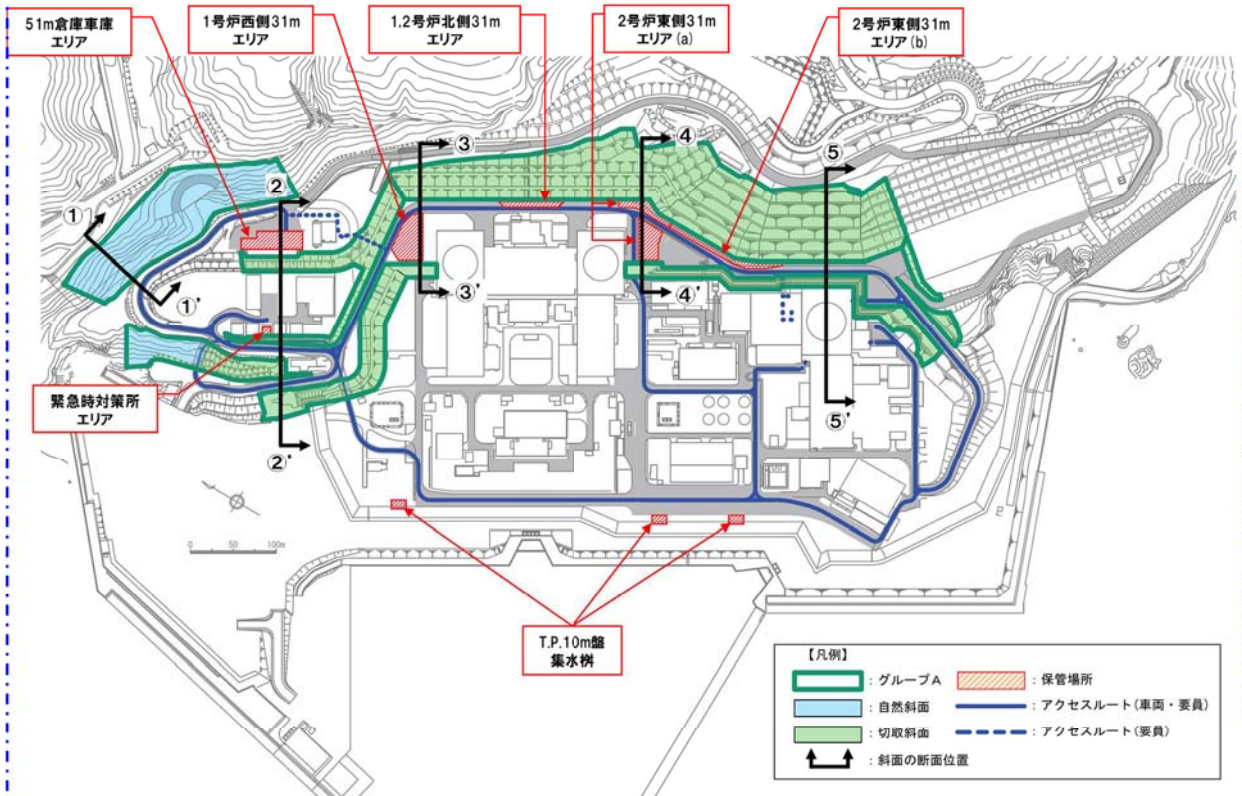 51m倉庫車庫
エリア
1号炉西側31m
エリア
1,2号炉北側31m
エリア
2号炉東側31m
エリア(a)
2号炉東側31m
エリア(b)
①
②
③
④
⑤
①'
③'
④'
緊急時対策所
エリア
⑤'
②'
0 50 100m
T.P.10m盤
集水桝
【凡例】
:グループA
:保管場所
:自然斜面
:アクセスルート(車両・要員)
:切取斜面
:アクセスルート(要員)
:斜面の断面位置